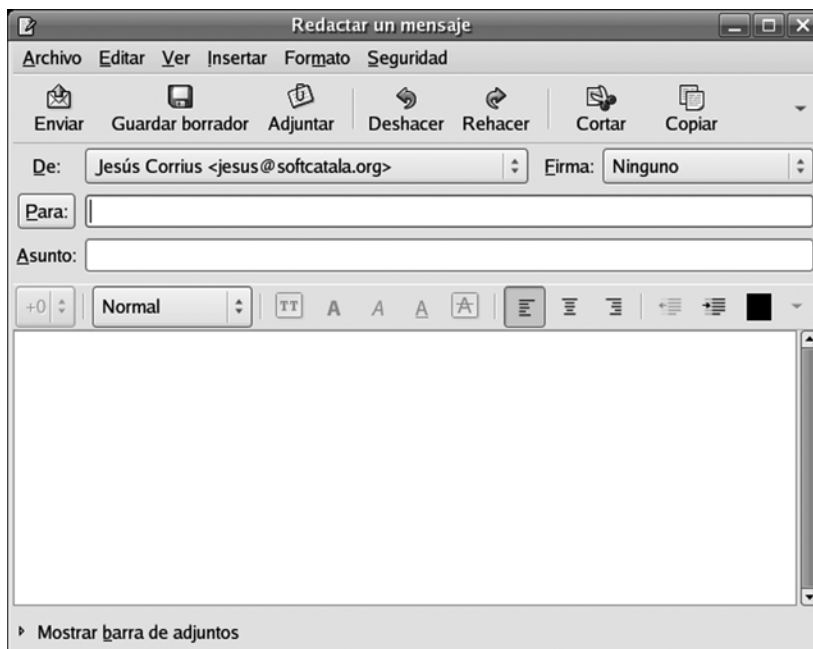 Redactar un mensaje
Archivo Editar Ver Insertar Formato Seguridad
Enviar Guardar borrador Adjuntar Deshacer Rehacer Cortar Copiar
De: Jesús Corrius <jesus@softcatala.org> Firma: Ninguno
Para:
Asunto:
+0 Normal TT A A A A
Mostrar barra de adjuntos